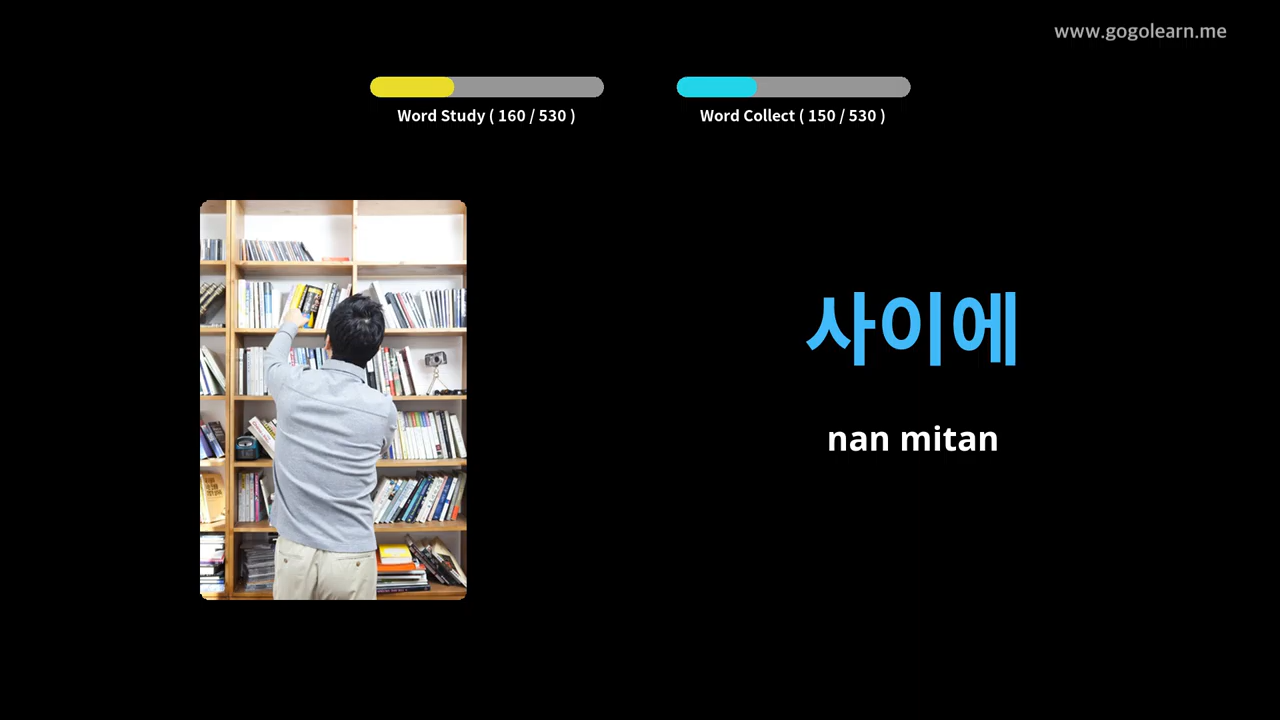 www.gogolearn.me
Word Study ( 160 / 530 )
Word Collect ( 150 / 530 )
사이에
nan mitan